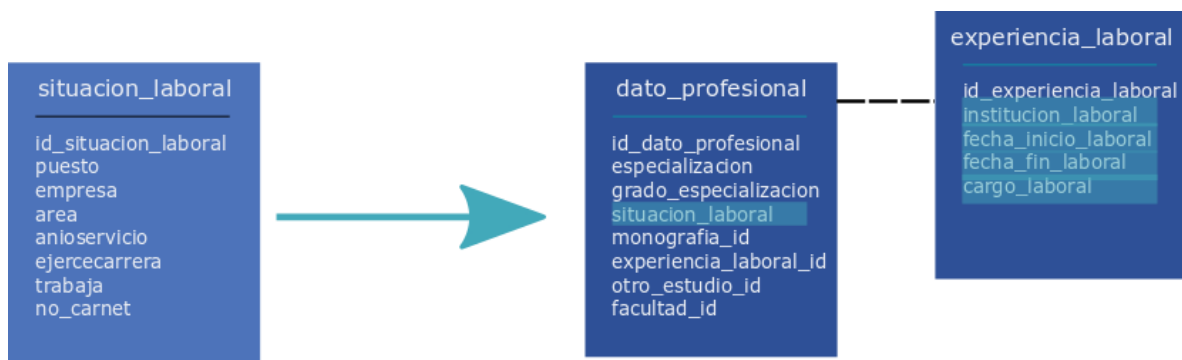 situacion_laboral
id_situacion_laboral
puesto
empresa
area
anioservicio
ejercecarrera
trabaja
no_carnet
dato_profesional
id_dato_profesional
especializacion
grado_especializacion
situacion_laboral
monografia_id
experiencia_laboral_id
otro_estudio_id
facultad_id
experiencia_laboral
id_experiencia_laboral
institucion_laboral
fecha_inicio_laboral
fecha_fin_laboral
cargo_laboral